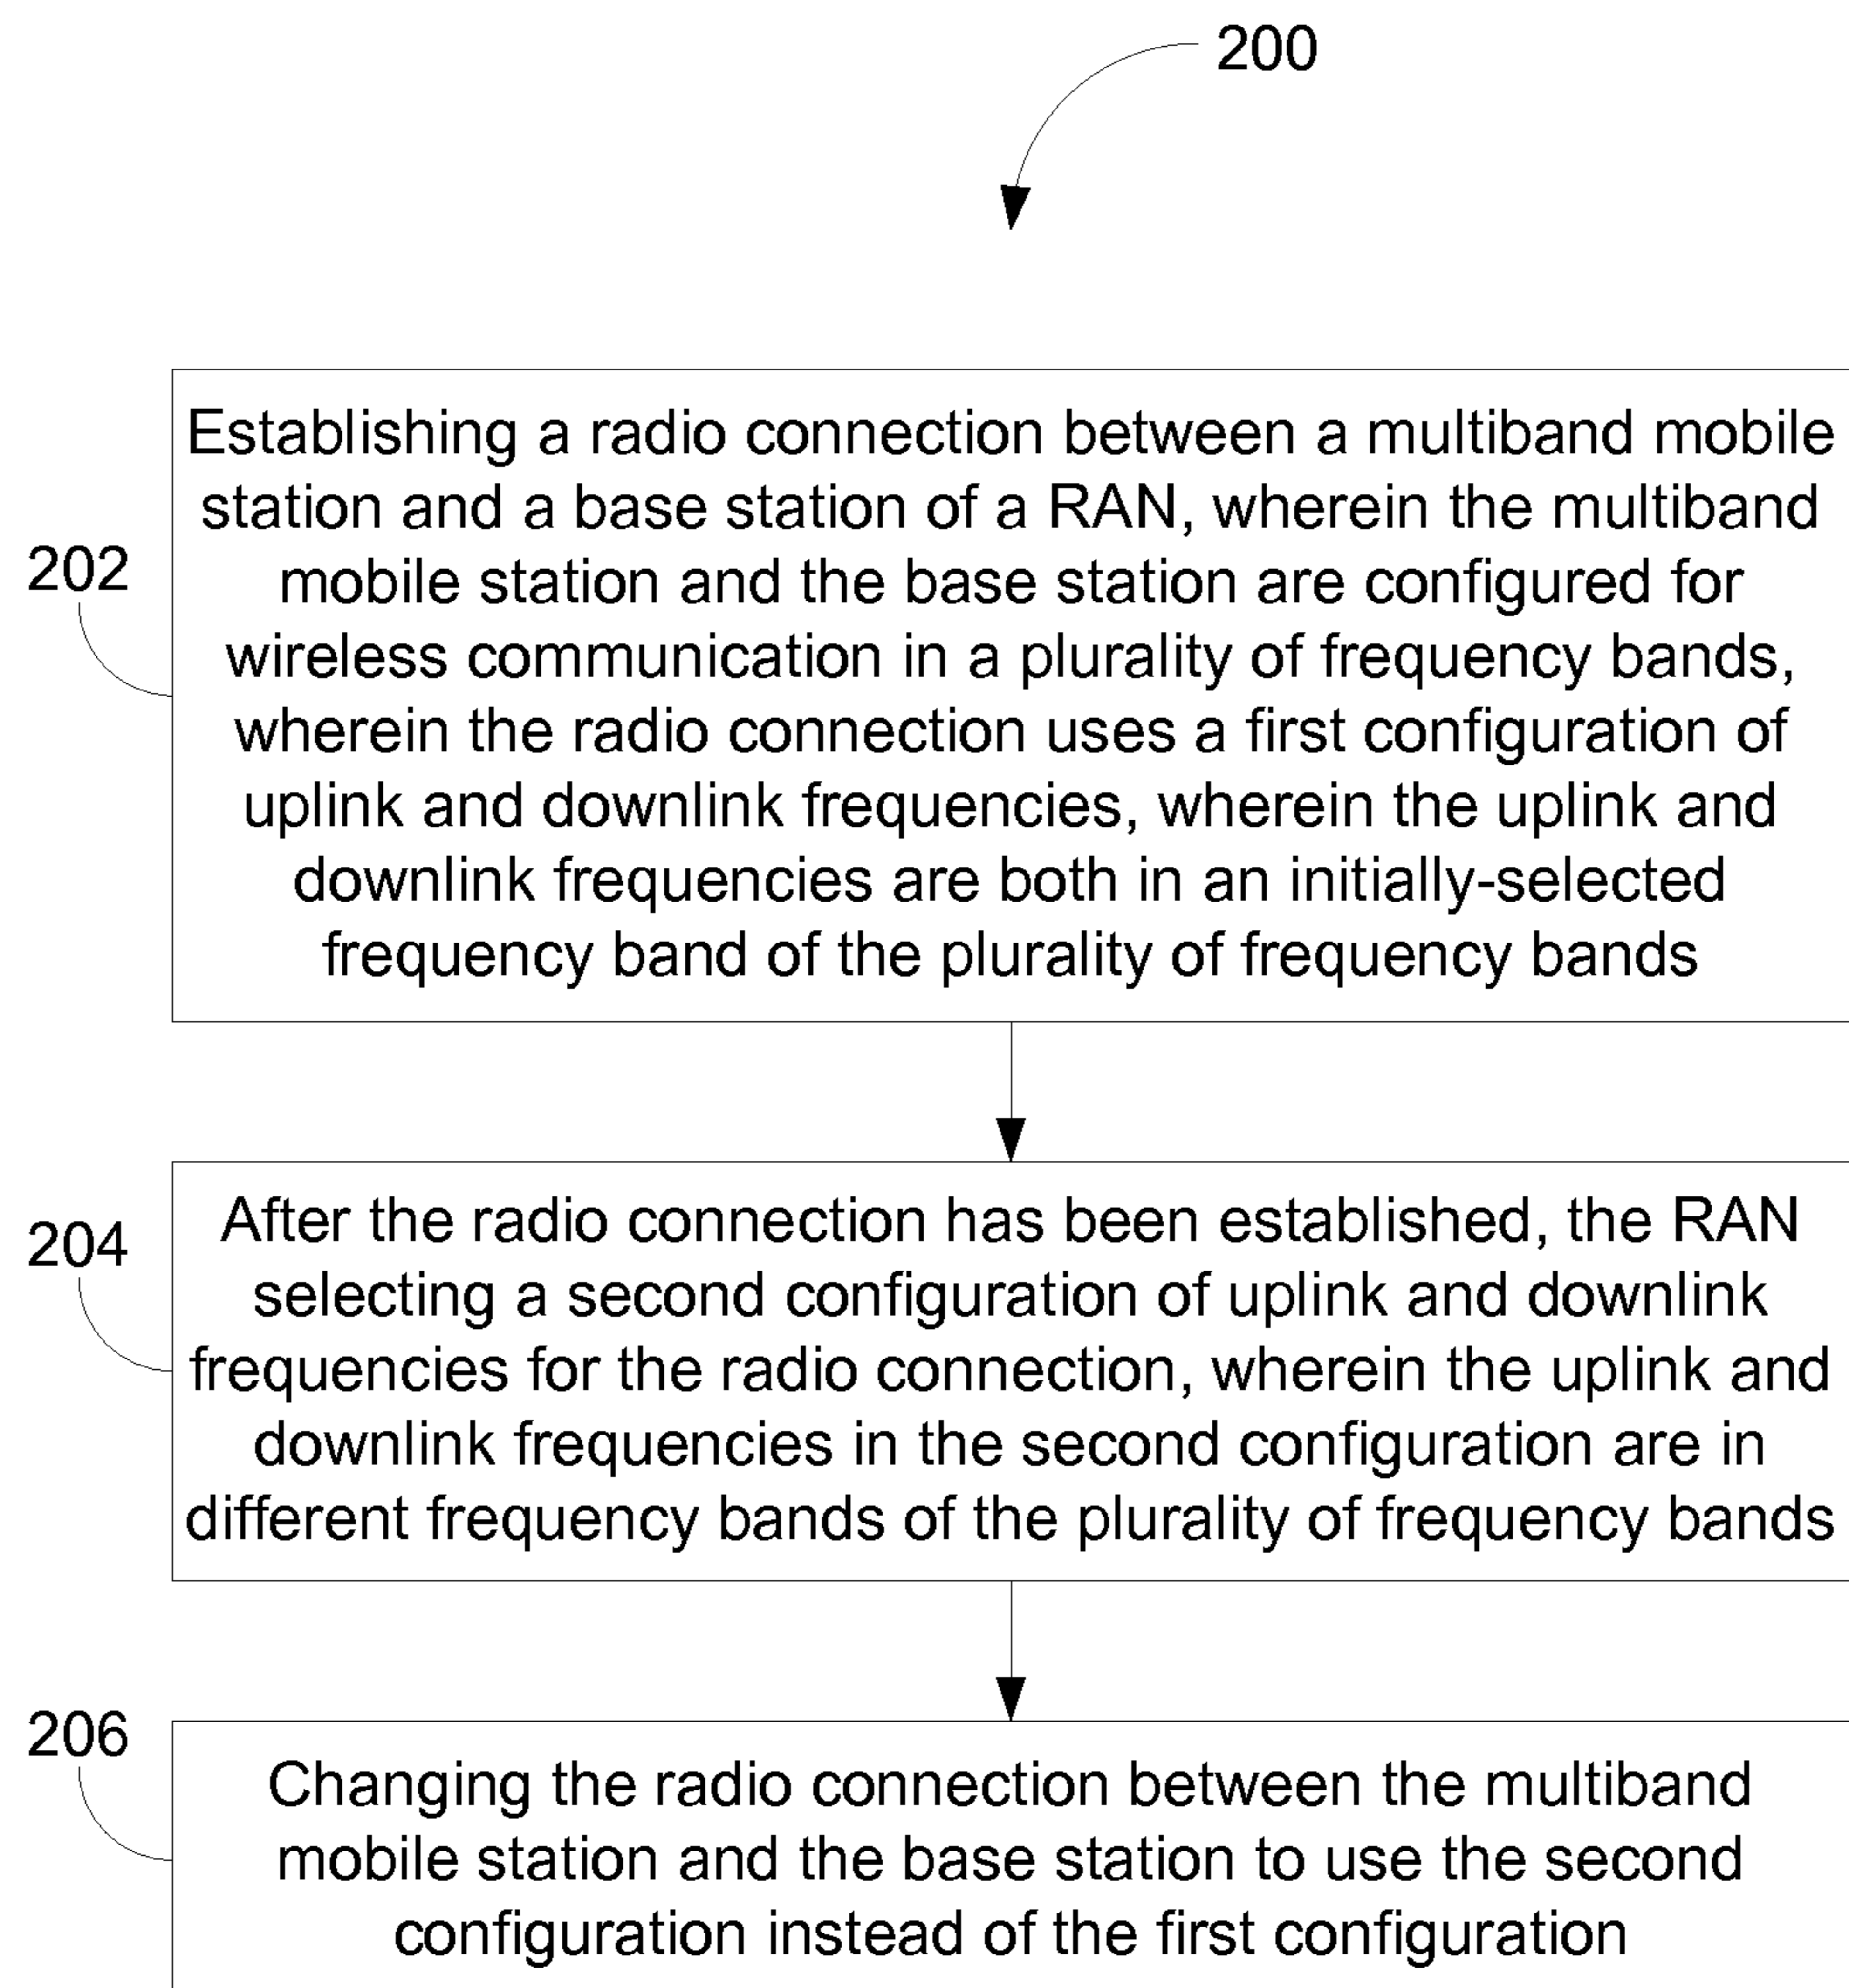 200
202
Establishing a radio connection between a multiband mobile
station and a base station of a RAN, wherein the multiband
mobile station and the base station are configured for
wireless communication in a plurality of frequency bands,
wherein the radio connection uses a first configuration of
uplink and downlink frequencies, wherein the uplink and
downlink frequencies are both in an initially-selected
frequency band of the plurality of frequency bands
204
After the radio connection has been established, the RAN
selecting a second configuration of uplink and downlink
frequencies for the radio connection, wherein the uplink and
downlink frequencies in the second configuration are in
different frequency bands of the plurality of frequency bands
206
Changing the radio connection between the multiband
mobile station and the base station to use the second
configuration instead of the first configuration